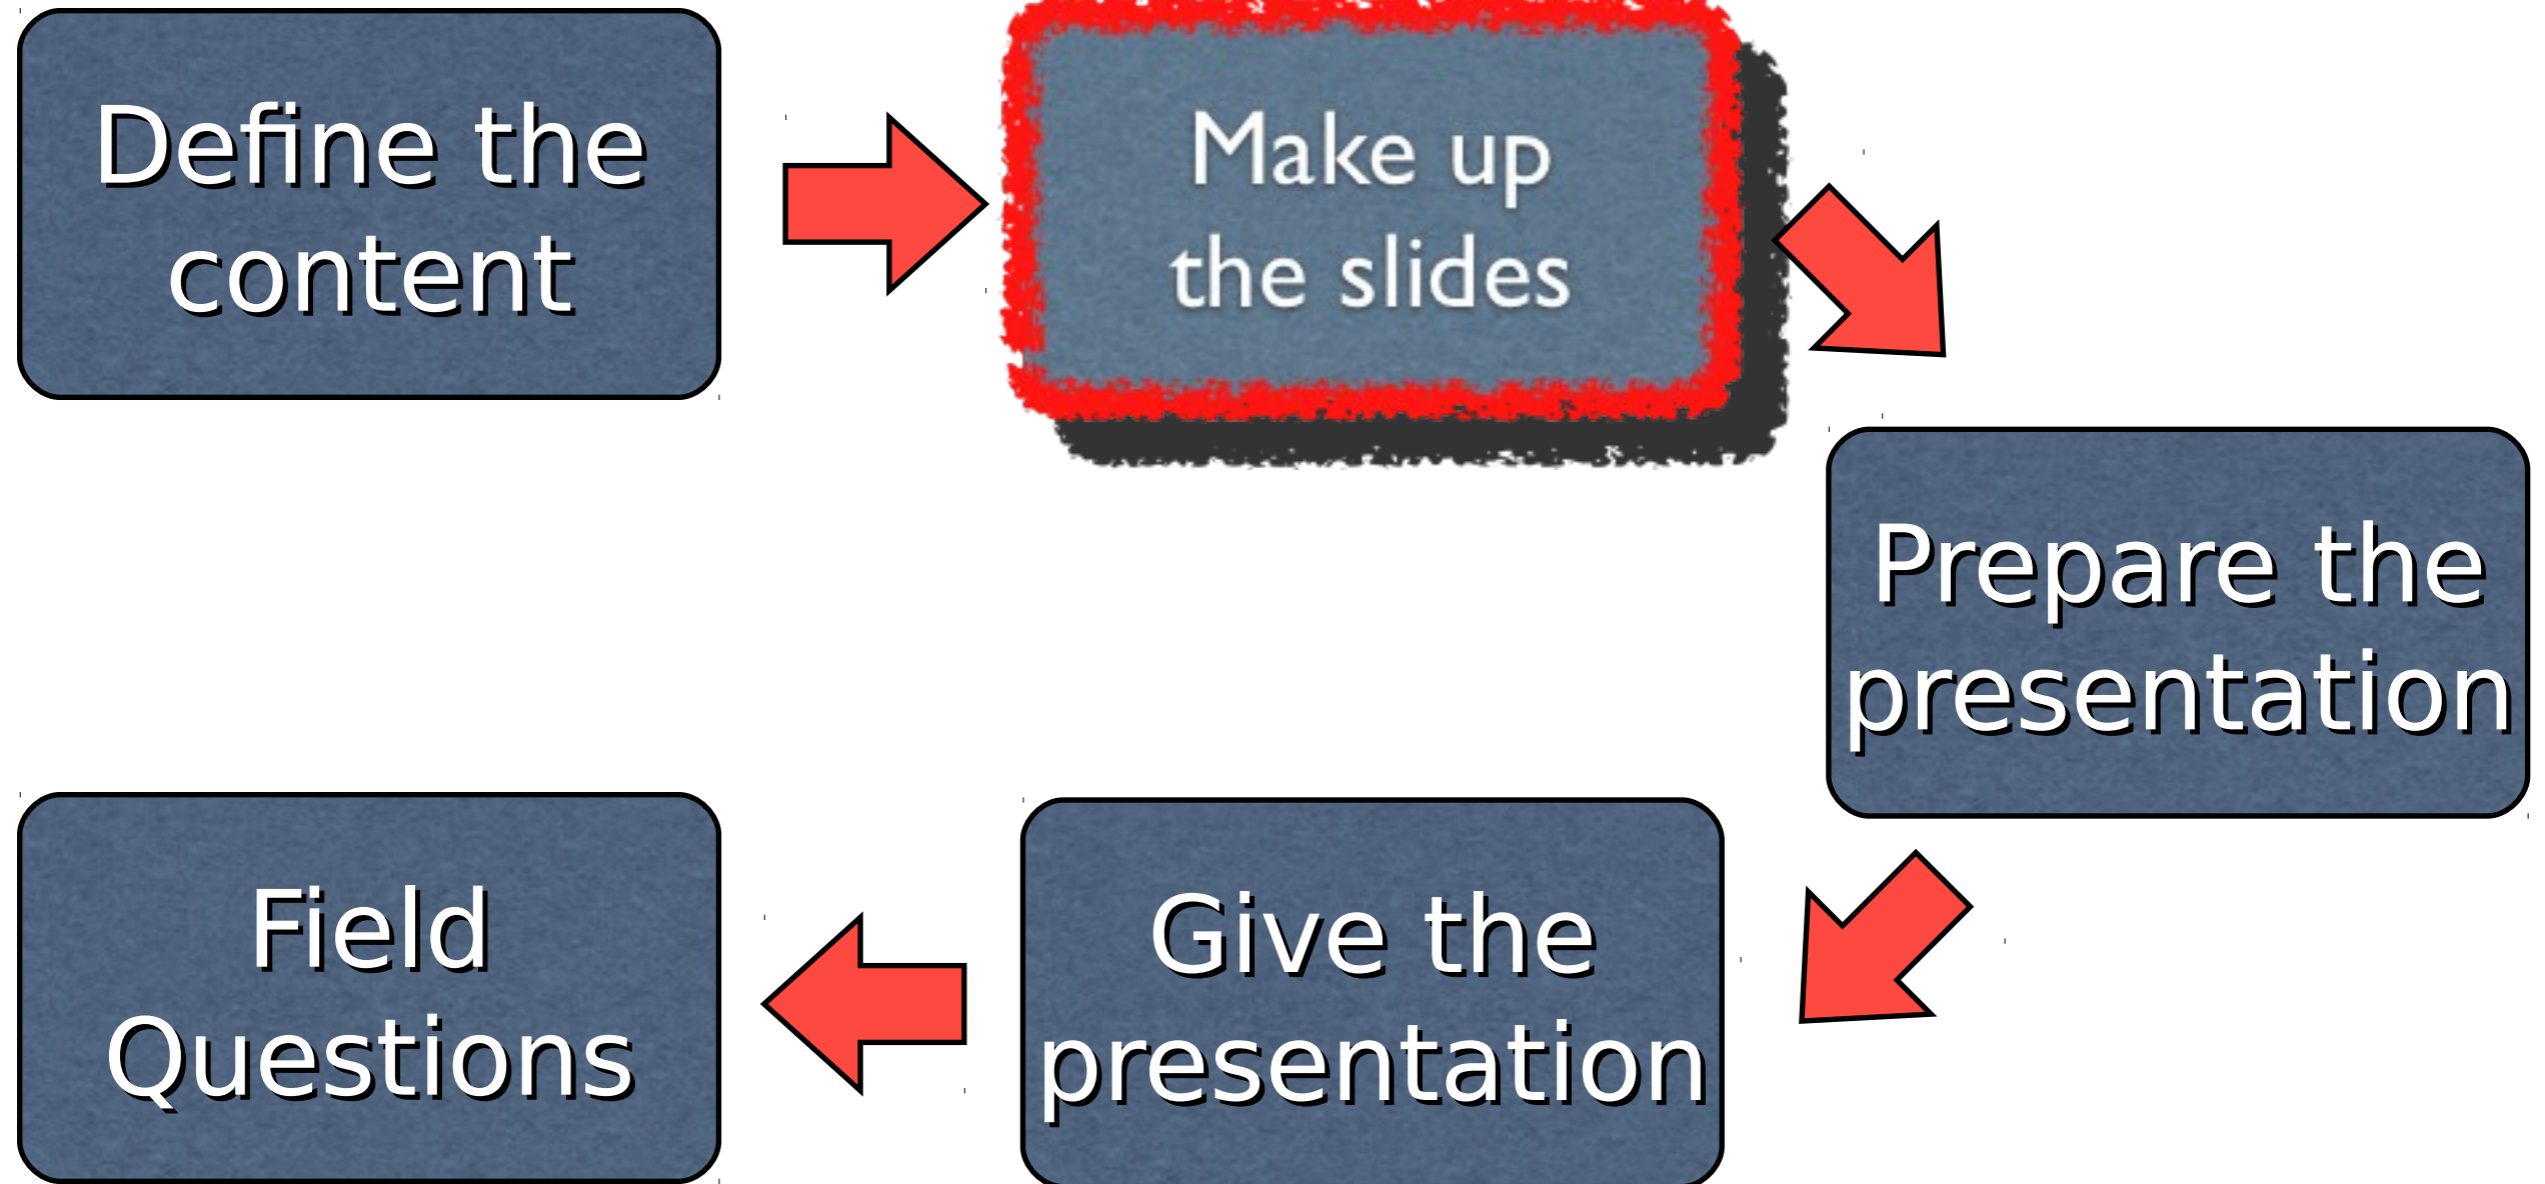 Define the
content
Make up
the slides
Prepare the
presentation
Give the
presentation
Field
Questions